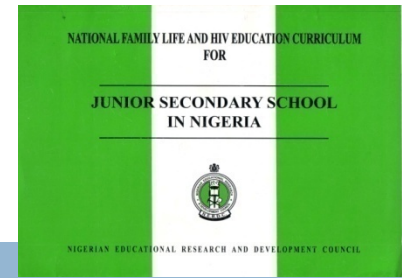 NATIONAL FAMILY LIFE AND HIV EDUCATION CURRICULUM
FOR
JUNIOR SECONDARY SCHOOL
IN NIGERIA
NIGERIAN EDUCATIONAL RESEARCH AND DEVELOPMENT COUNCIL